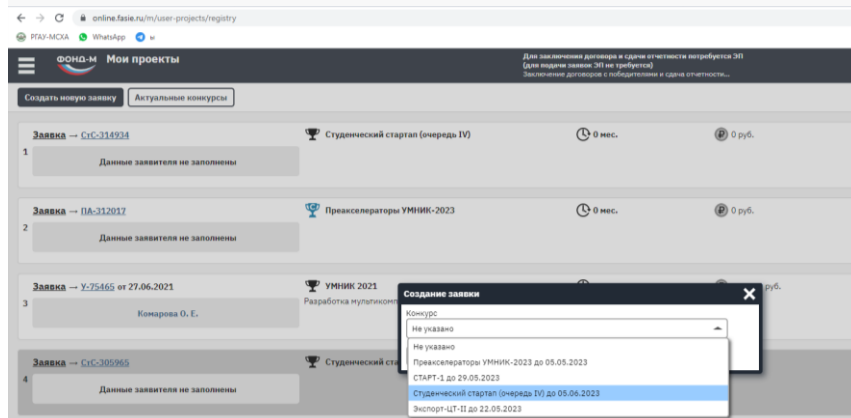 online.fasie.ru/m/user-projects/registry
РГАУ-МСХА WhatsApp м
ФОНД-М Мои проекты
Для заключения договора и сдачи отчетности потребуется ЭП
(для подачи заявок ЭП не требуется)
Заключение договоров с победителями и сдача отчетности...
Создать новую заявку Актуальные конкурсы
1
Заявка → СтС-314934 Студенческий стартап (очередь IV) 0 мес. 0 руб.
Данные заявителя не заполнены
2
Заявка → ПА-312017 Преакселераторы УМНИК-2023 0 мес. 0 руб.
Данные заявителя не заполнены
3
Заявка → У-75465 от 27.06.2021 УМНИК 2021 руб.
Разработка мультикомп
Комарова О. Е.
4
Заявка → СтС-305965 Студенческий ста
Данные заявителя не заполнены
Создание заявки
Конкурс
Не указано
Не указано
Преакселераторы УМНИК-2023 до 05.05.2023
СТАРТ-1 до 29.05.2023
Студенческий стартап (очередь IV) до 05.06.2023
Экспорт-ЦТ-II до 22.05.2023